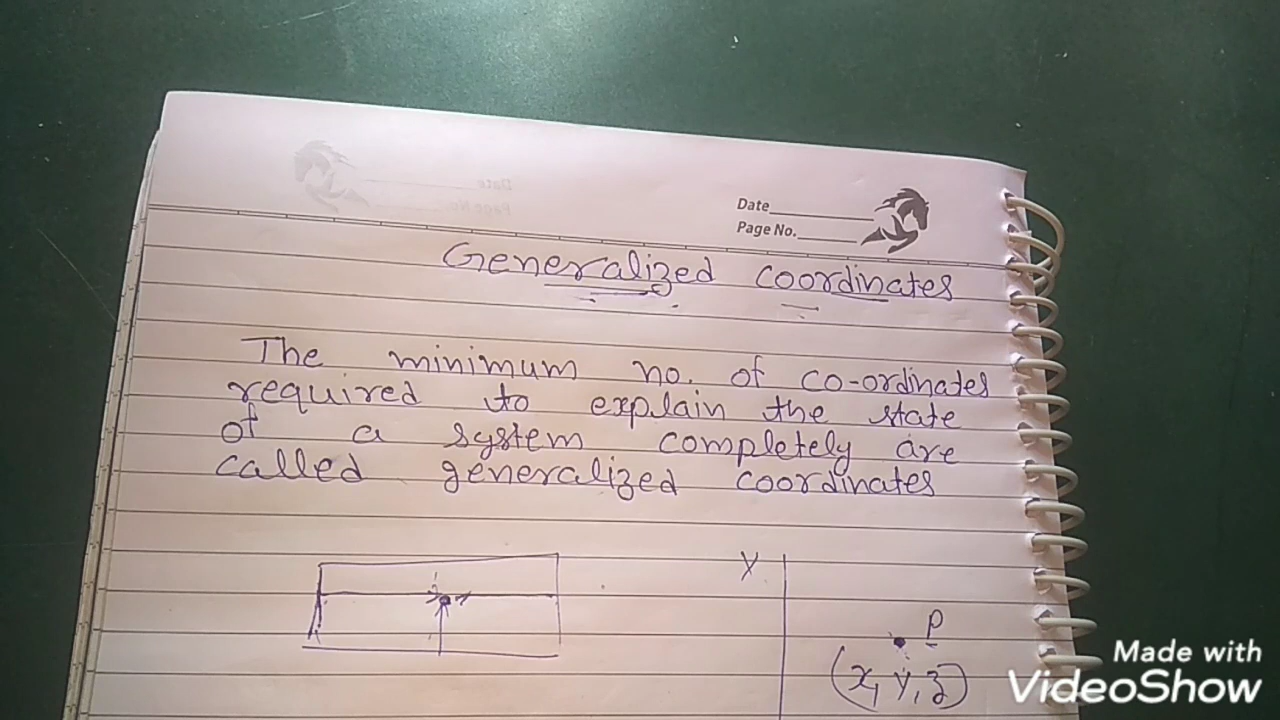 Date
Page No.
Generalized coordinates
The minimum no. of co-ordinates
required to explain the state
of a system completely are
called generalized coordinates
Y
P
(x, y, z)
Made with
VideoShow